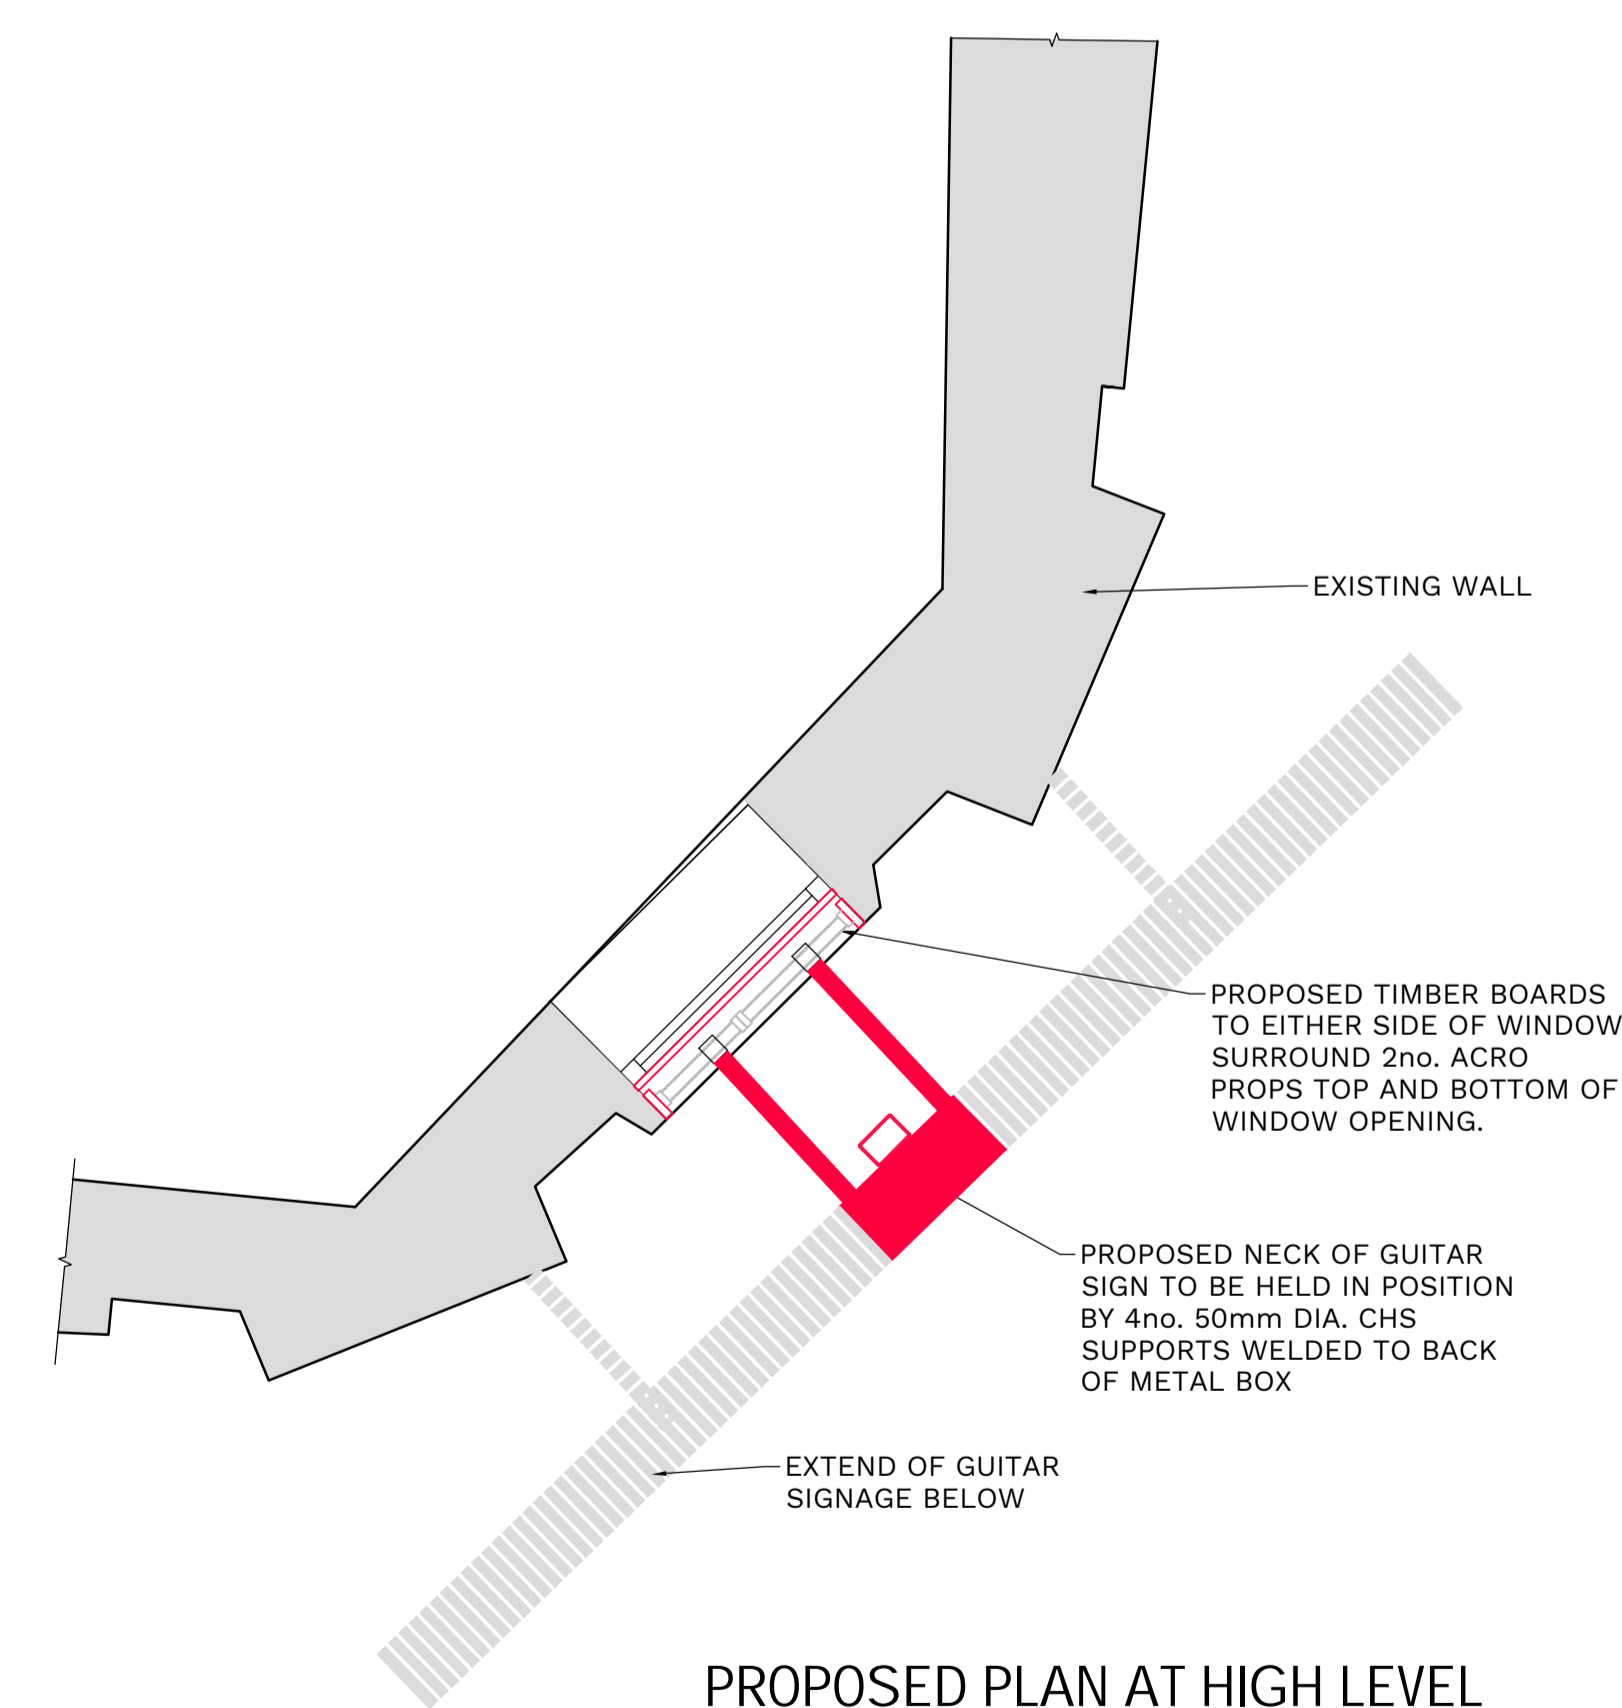 EXISTING WALL
PROPOSED TIMBER BOARDS
TO EITHER SIDE OF WINDOW
SURROUND 2no. ACRO
PROPS TOP AND BOTTOM OF
WINDOW OPENING.
PROPOSED NECK OF GUITAR
SIGN TO BE HELD IN POSITION
BY 4no. 50mm DIA. CHS
SUPPORTS WELDED TO BACK
OF METAL BOX
EXTEND OF GUITAR
SIGNAGE BELOW
PROPOSED PLAN AT HIGH LEVEL